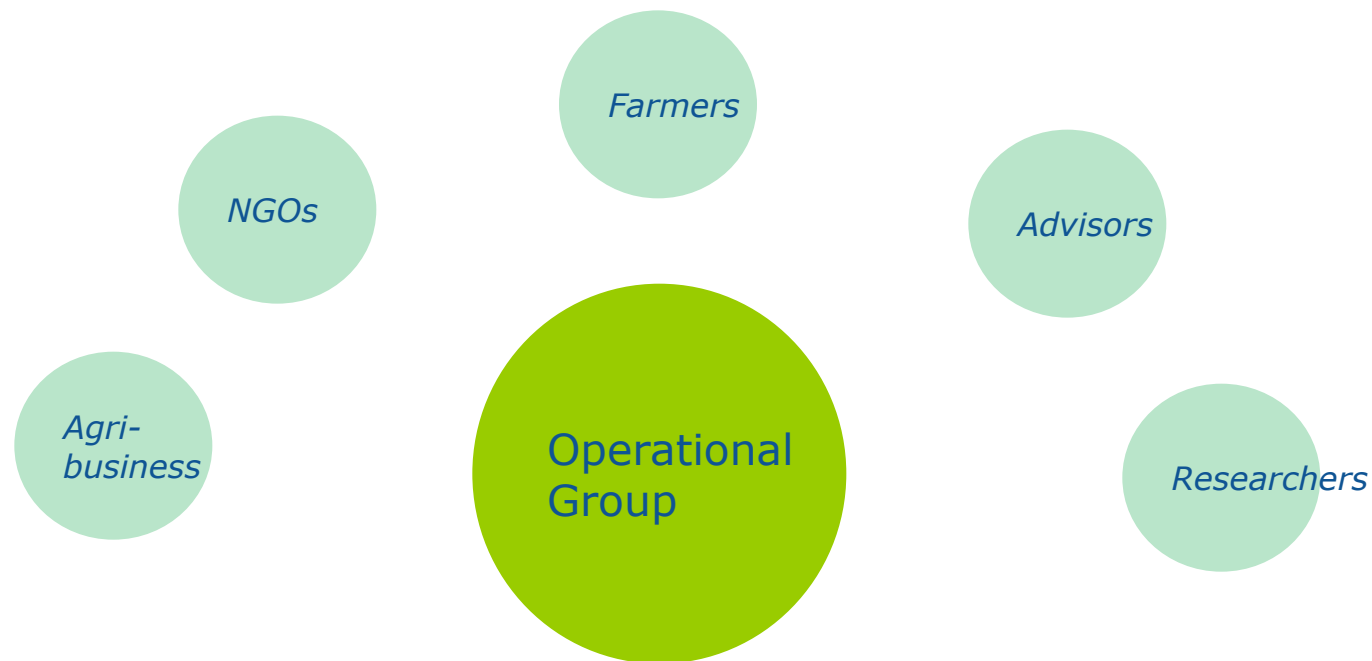 Farmers
NGOs
Advisors
Agri-
business
Operational
Group
Researchers